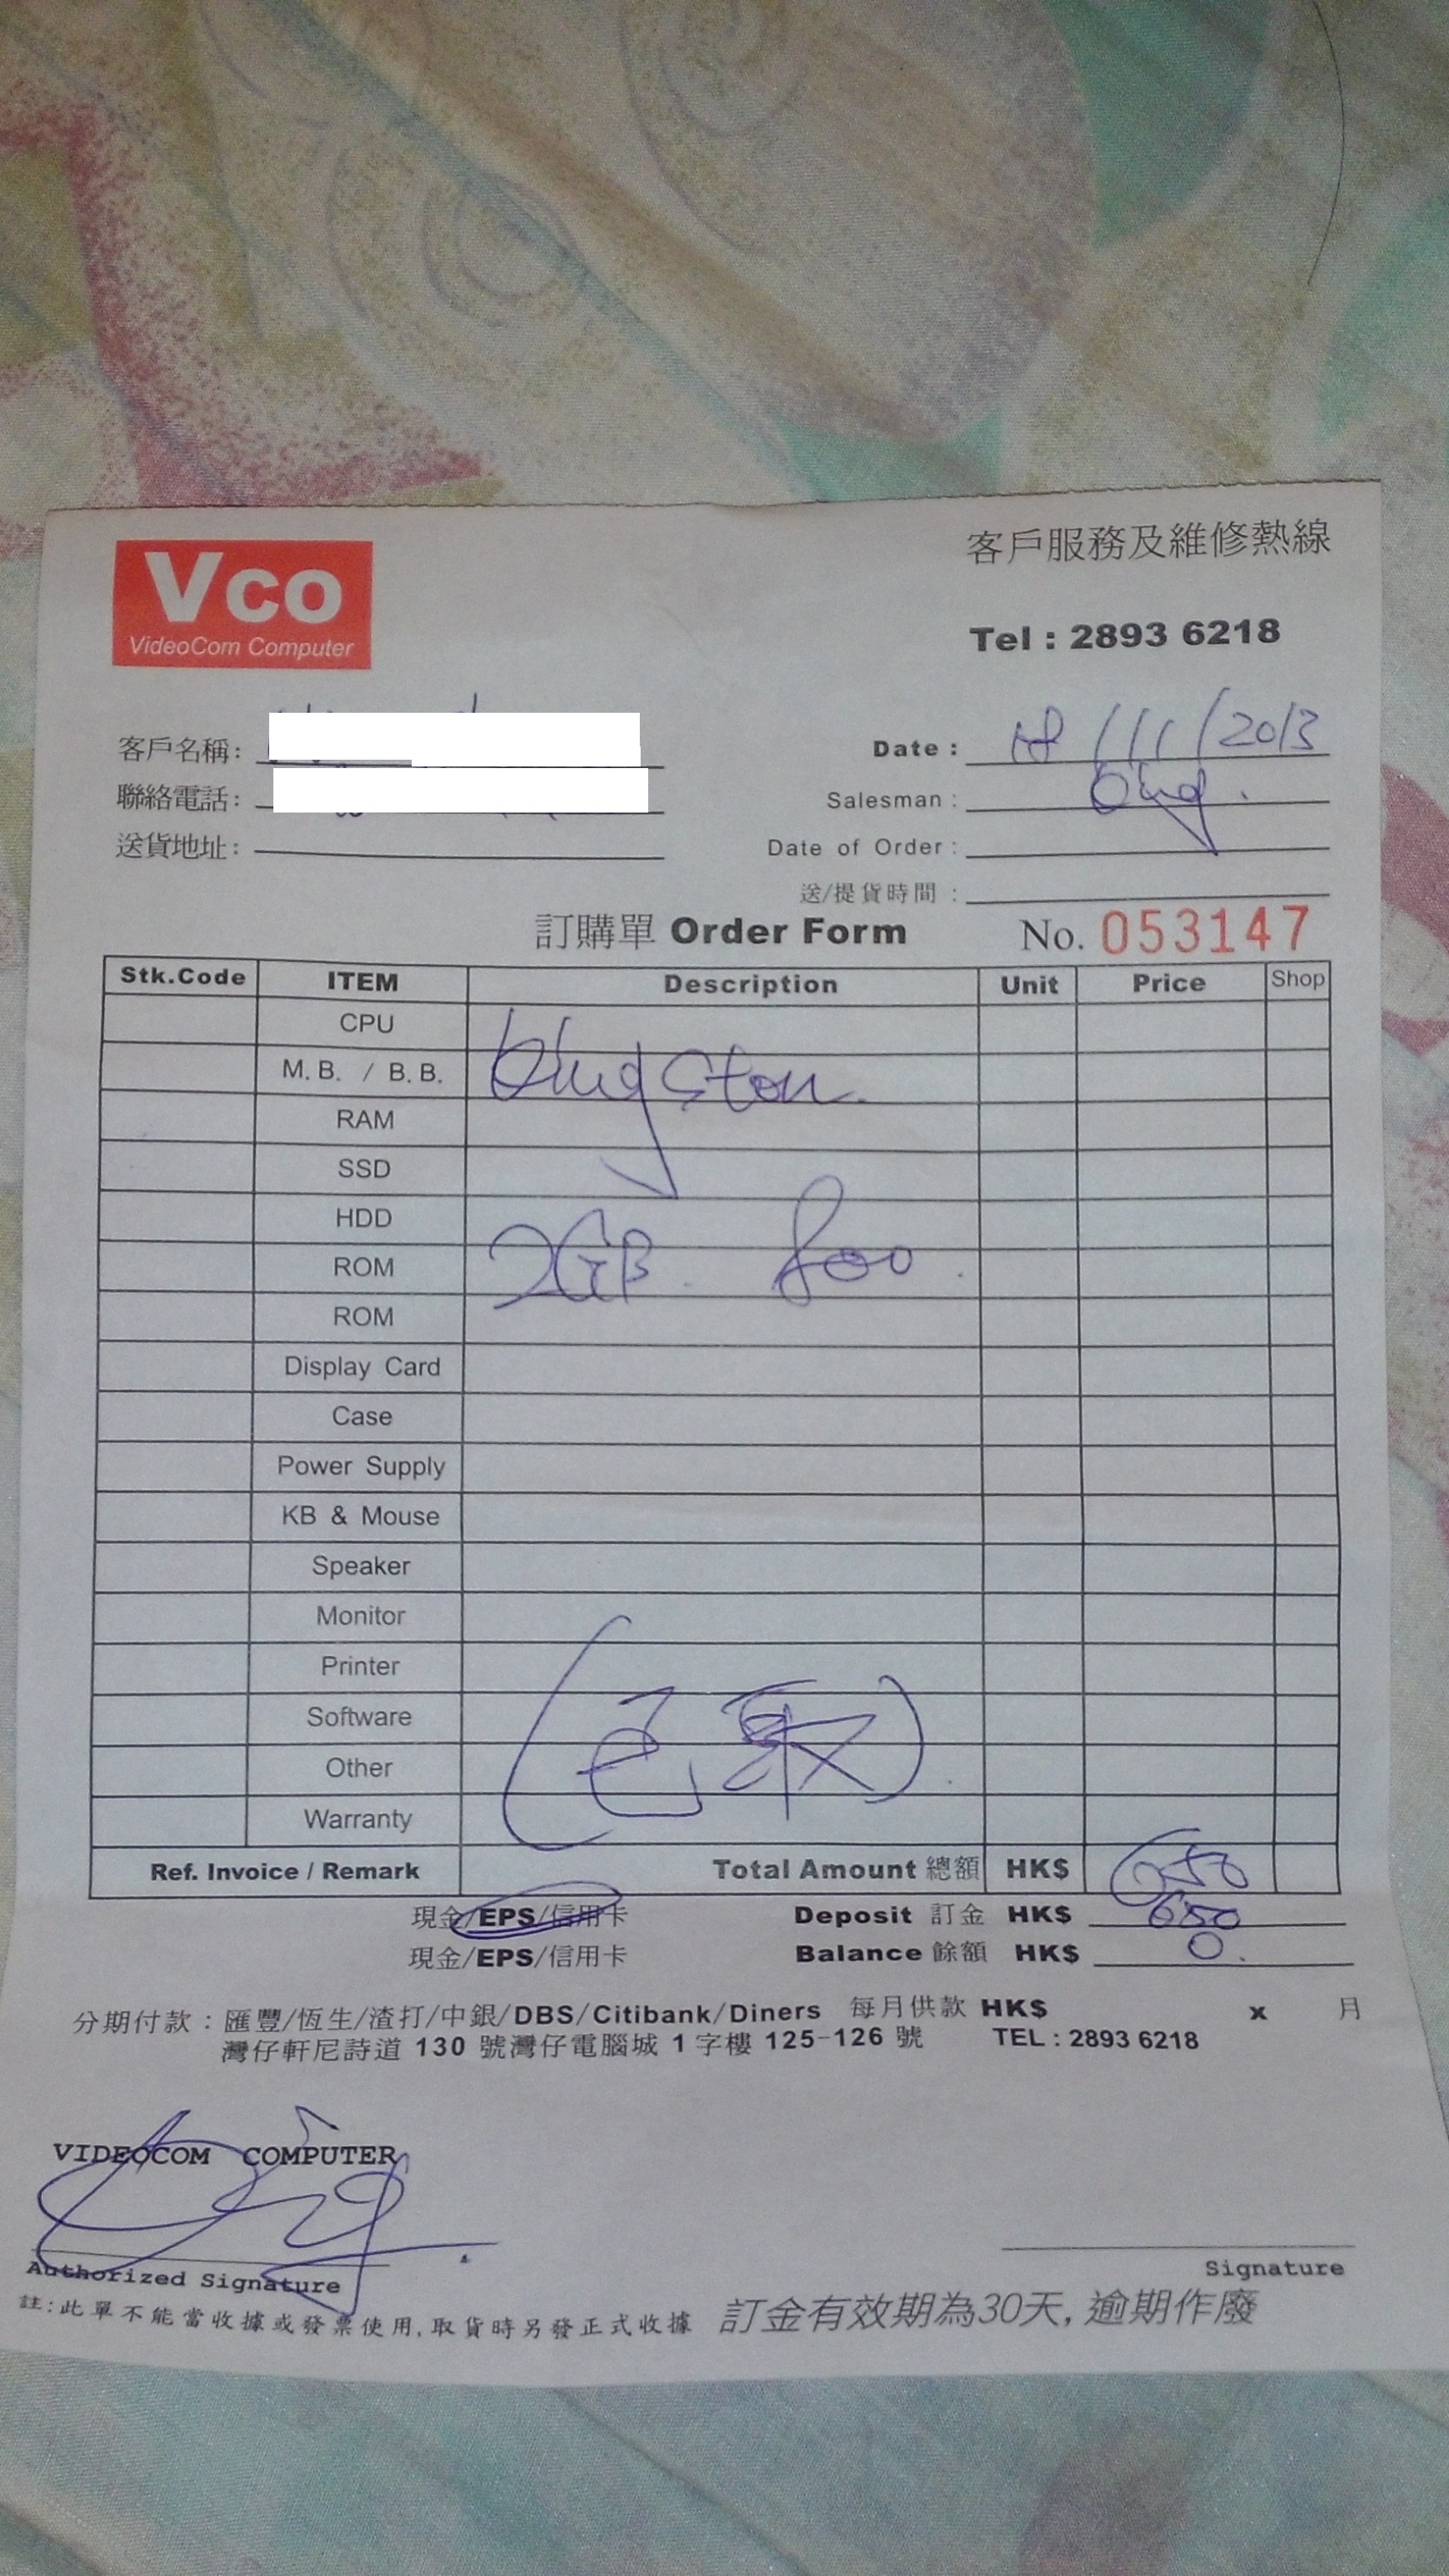 Vco
VideoCom Computer
客戶服務及維修熱線
Tel : 2893 6218
客戶名稱:
聯絡電話:
送貨地址:
Date : 18/11/2013
Salesman :
Date of Order :
送/提貨時間 :
訂購單 Order Form No. 053147
Stk.Code ITEM Description Unit Price Shop
CPU
M.B. / B.B. Kingston
RAM
SSD
HDD
ROM 2GB 800
ROM
Display Card
Case
Power Supply
KB & Mouse
Speaker
Monitor
Printer
Software
(已取)
Other
Warranty
Ref. Invoice / Remark Total Amount 總額 HK$ 650
現金/EPS/信用卡 Deposit 訂金 HK$ 650
現金/EPS/信用卡 Balance 餘額 HK$ 0
分期付款 : 匯豐/恆生/渣打/中銀/DBS/Citibank/Diners 每月供款 HK$ x 月
灣仔軒尼詩道 130 號灣仔電腦城 1 字樓 125-126 號 TEL : 2893 6218
VIDEOCOM COMPUTER
Authorized Signature
Signature
註:此單不能當收據或發票使用,取貨時另發正式收據 訂金有效期為30天,逾期作廢